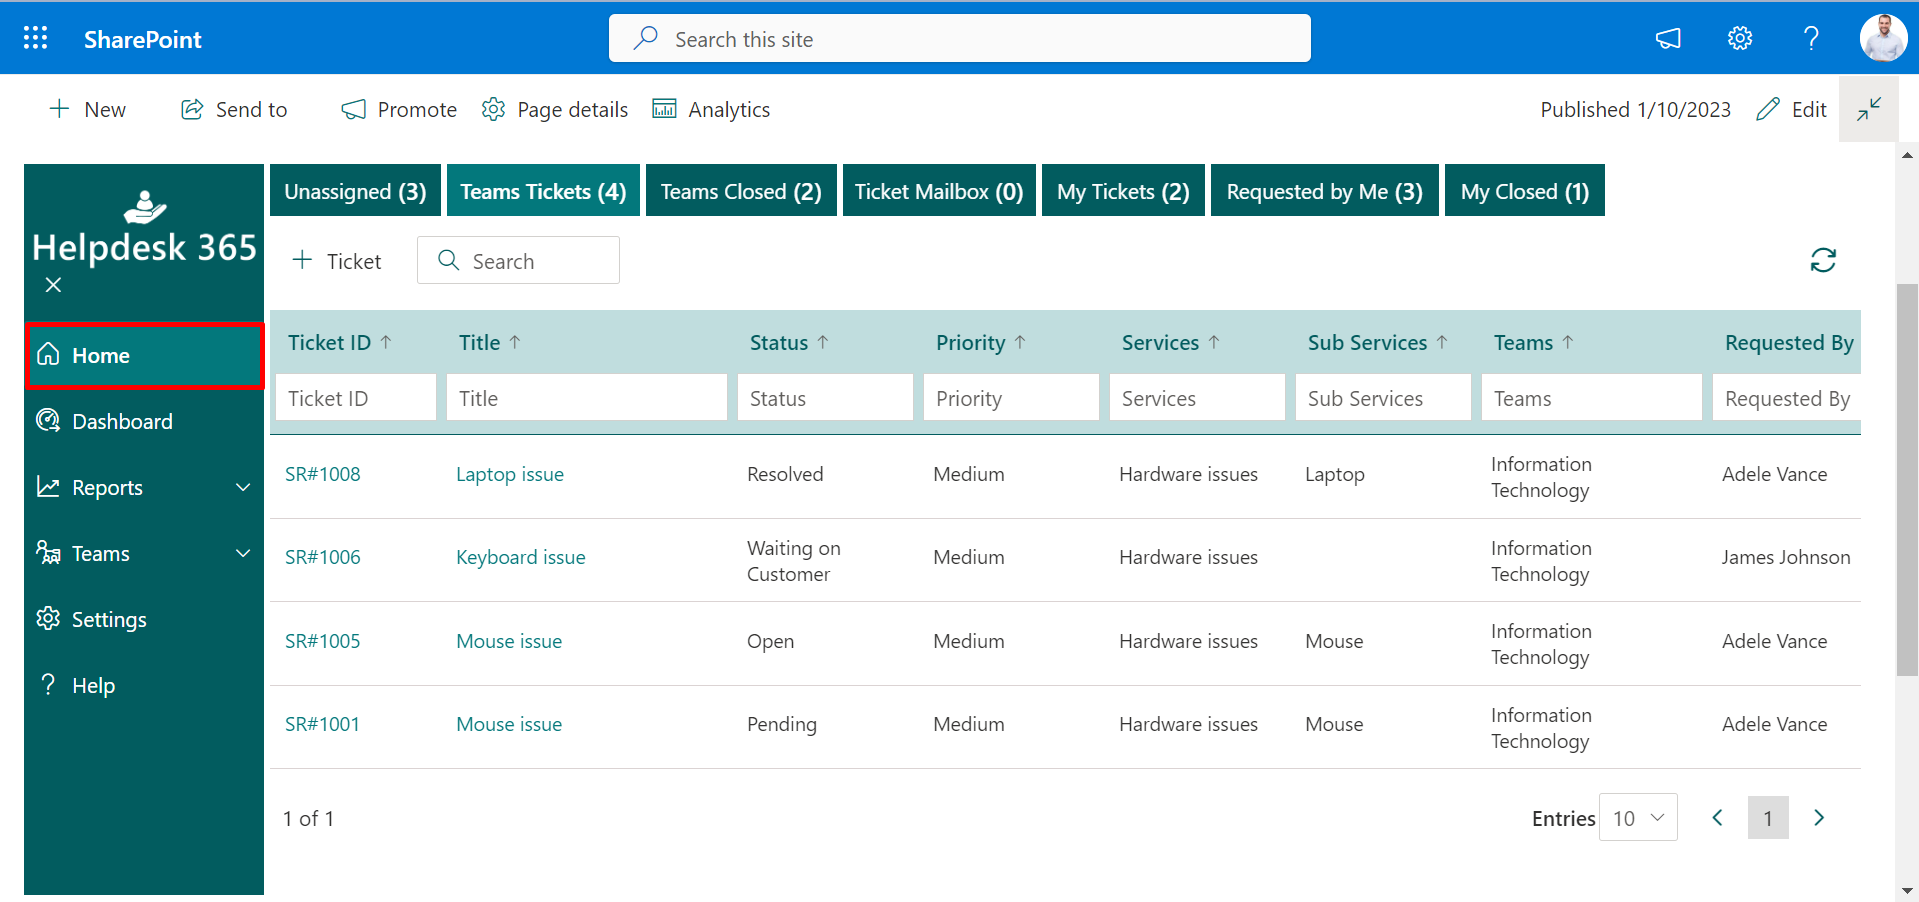 SharePoint
Search this site
New
Send to
Promote
Page details
Analytics
Published 1/10/2023
Edit
Helpdesk 365
Home
Dashboard
Reports
Teams
Settings
Help
Unassigned (3)
Teams Tickets (4)
Teams Closed (2)
Ticket Mailbox (0)
My Tickets (2)
Requested by Me (3)
My Closed (1)
Ticket
Search
Ticket ID
Title
Status
Priority
Services
Sub Services
Teams
Requested By
Ticket ID
Title
Status
Priority
Services
Sub Services
Teams
Requested By
SR#1008
Laptop issue
Resolved
Medium
Hardware issues
Laptop
Information
Technology
Adele Vance
SR#1006
Keyboard issue
Waiting on
Customer
Medium
Hardware issues
Information
Technology
James Johnson
SR#1005
Mouse issue
Open
Medium
Hardware issues
Mouse
Information
Technology
Adele Vance
SR#1001
Mouse issue
Pending
Medium
Hardware issues
Mouse
Information
Technology
Adele Vance
1 of 1
Entries
10
1